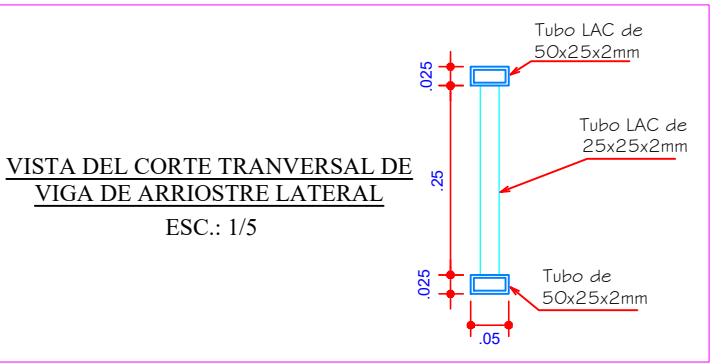 VISTA DEL CORTE TRANVERSAL DE
VIGA DE ARRIOSTRE LATERAL
ESC.: 1/5
Tubo LAC de
50x25x2mm
.025
Tubo LAC de
25x25x2mm
.25
.025
Tubo de
50x25x2mm
.05